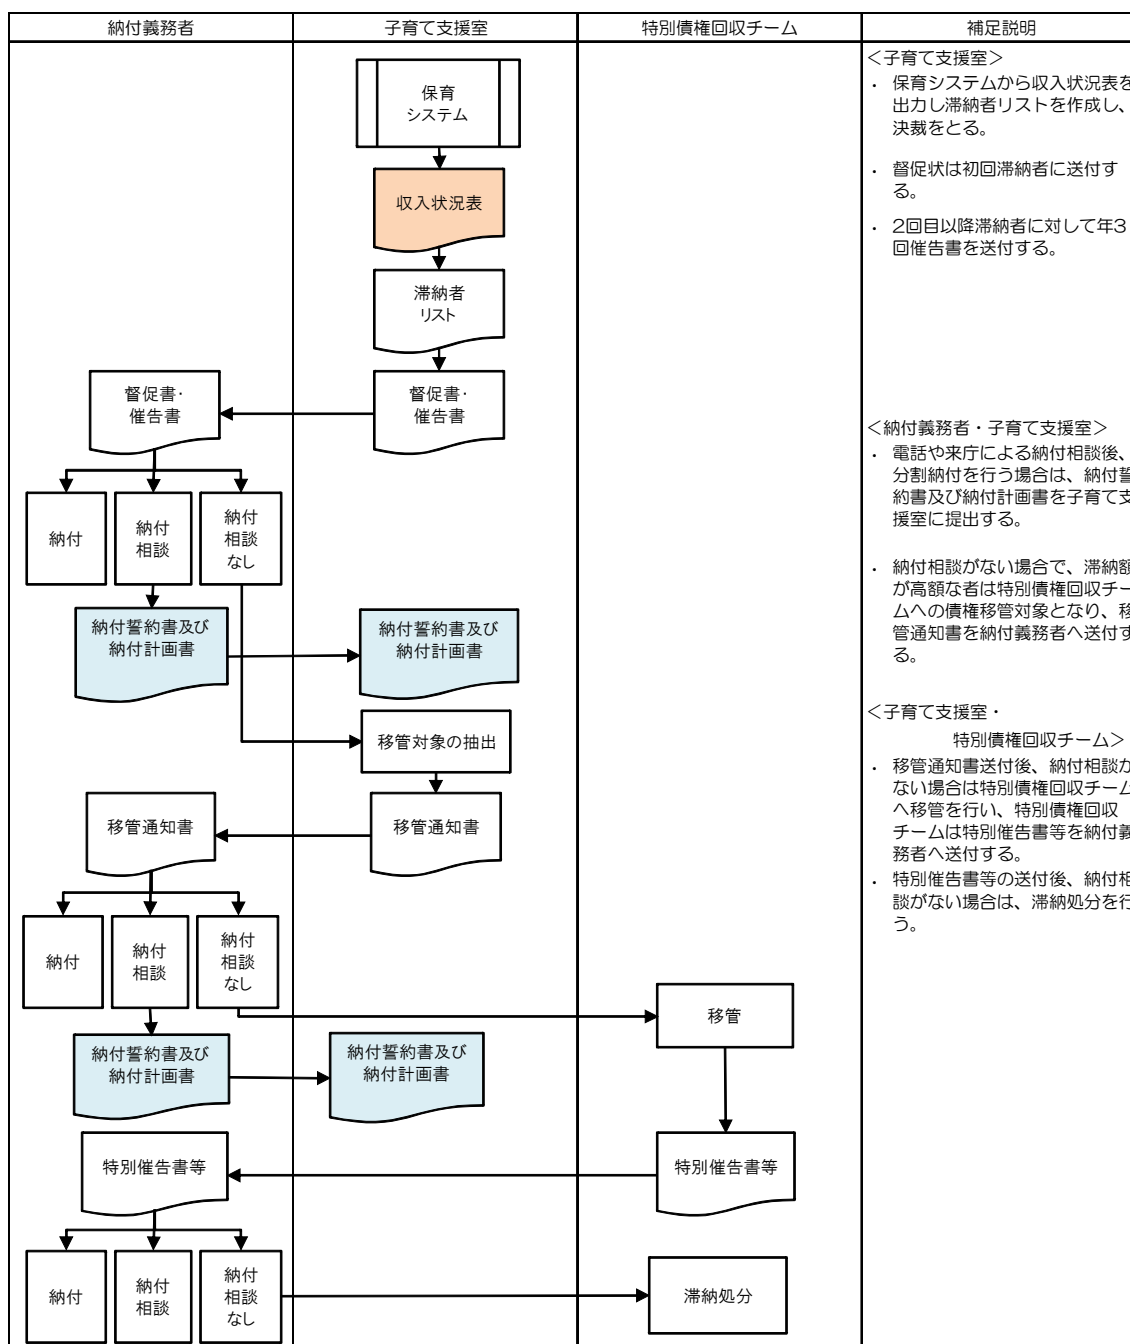 納付義務者
子育て支援室
特別債権回収チーム
補足説明
保育
システム
収入状況表
滞納者
リスト
督促書・
催告書
督促書・
催告書
納付
納付
相談
納付
相談
なし
納付誓約書及び
納付計画書
納付誓約書及び
納付計画書
移管対象の抽出
移管通知書
移管通知書
納付
納付
相談
納付
相談
なし
移管
納付誓約書及び
納付計画書
納付誓約書及び
納付計画書
特別催告書等
特別催告書等
納付
納付
相談
納付
相談
なし
滞納処分
<子育て支援室>
・ 保育システムから収入状況表を
出力し滞納者リストを作成し、
決裁をとる。
・ 督促状は初回滞納者に送付す
る。
・ 2回目以降滞納者に対して年3
回催告書を送付する。
<納付義務者・子育て支援室>
・ 電話や来庁による納付相談後、
分割納付を行う場合は、納付誓
約書及び納付計画書を子育て支
援室に提出する。
・ 納付相談がない場合で、滞納額
が高額な者は特別債権回収チー
ムへの債権移管対象となり、移
管通知書を納付義務者へ送付す
る。
<子育て支援室・
特別債権回収チーム>
・ 移管通知書送付後、納付相談が
ない場合は特別債権回収チーム
へ移管を行い、特別債権回収
チームは特別催告書等を納付義
務者へ送付する。
・ 特別催告書等の送付後、納付相
談がない場合は、滞納処分を行
う。